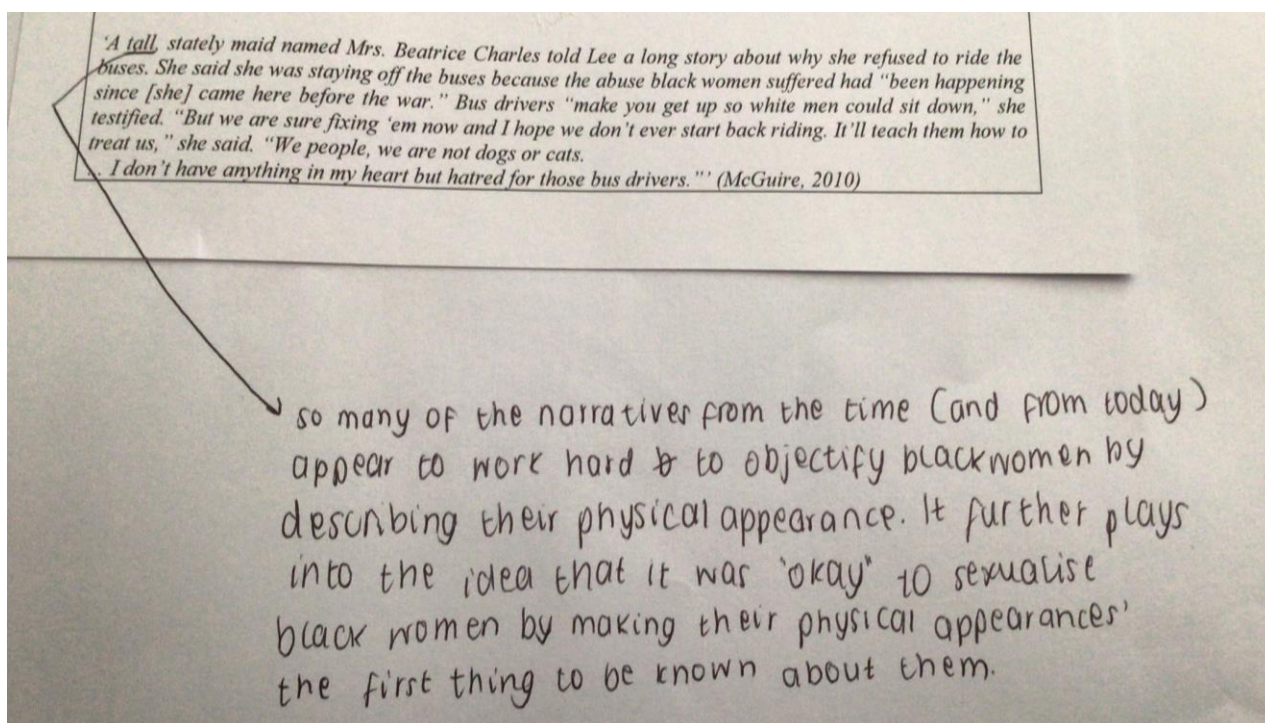 'A tall, stately maid named Mrs. Beatrice Charles told Lee a long story about why she refused to ride the
buses. She said she was staying off the buses because the abuse black women suffered had "been happening
since [she] came here before the war." Bus drivers "make you get up so white men could sit down," she
testified. "But we are sure fixing 'em now and I hope we don't ever start back riding. It'll teach them how to
treat us," she said. "We people, we are not dogs or cats.
. . I don't have anything in my heart but hatred for those bus drivers."' (McGuire, 2010)
so many of the narratives from the time (and from today)
appear to work hard to objectify black women by
describing their physical appearance. It further plays
into the idea that it was 'okay" to sexualise
black women by making their physical appearances'
the first thing to be known about them.